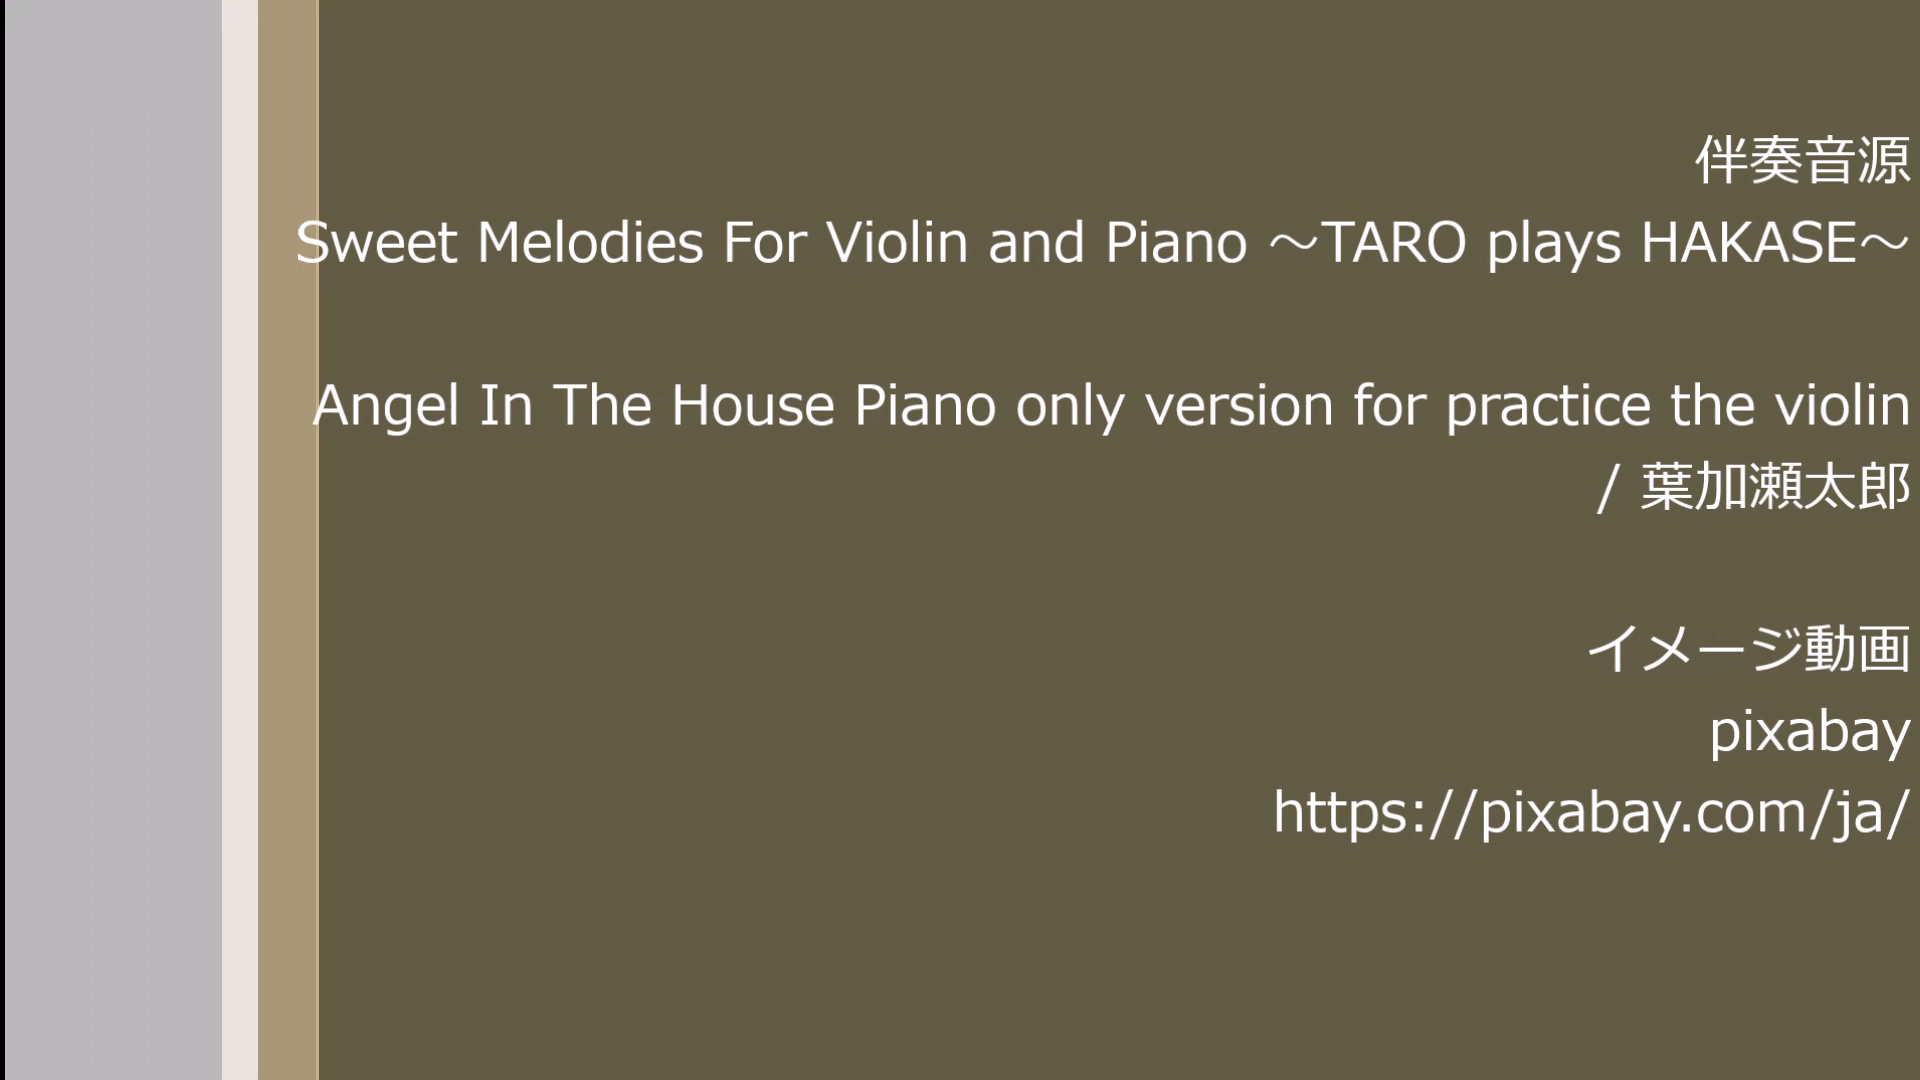 伴奏音源
Sweet Melodies For Violin and Piano ～TARO plays HAKASE～
Angel In The House Piano only version for practice the violin
/ 葉加瀬太郎
イメージ動画
pixabay
https://pixabay.com/ja/